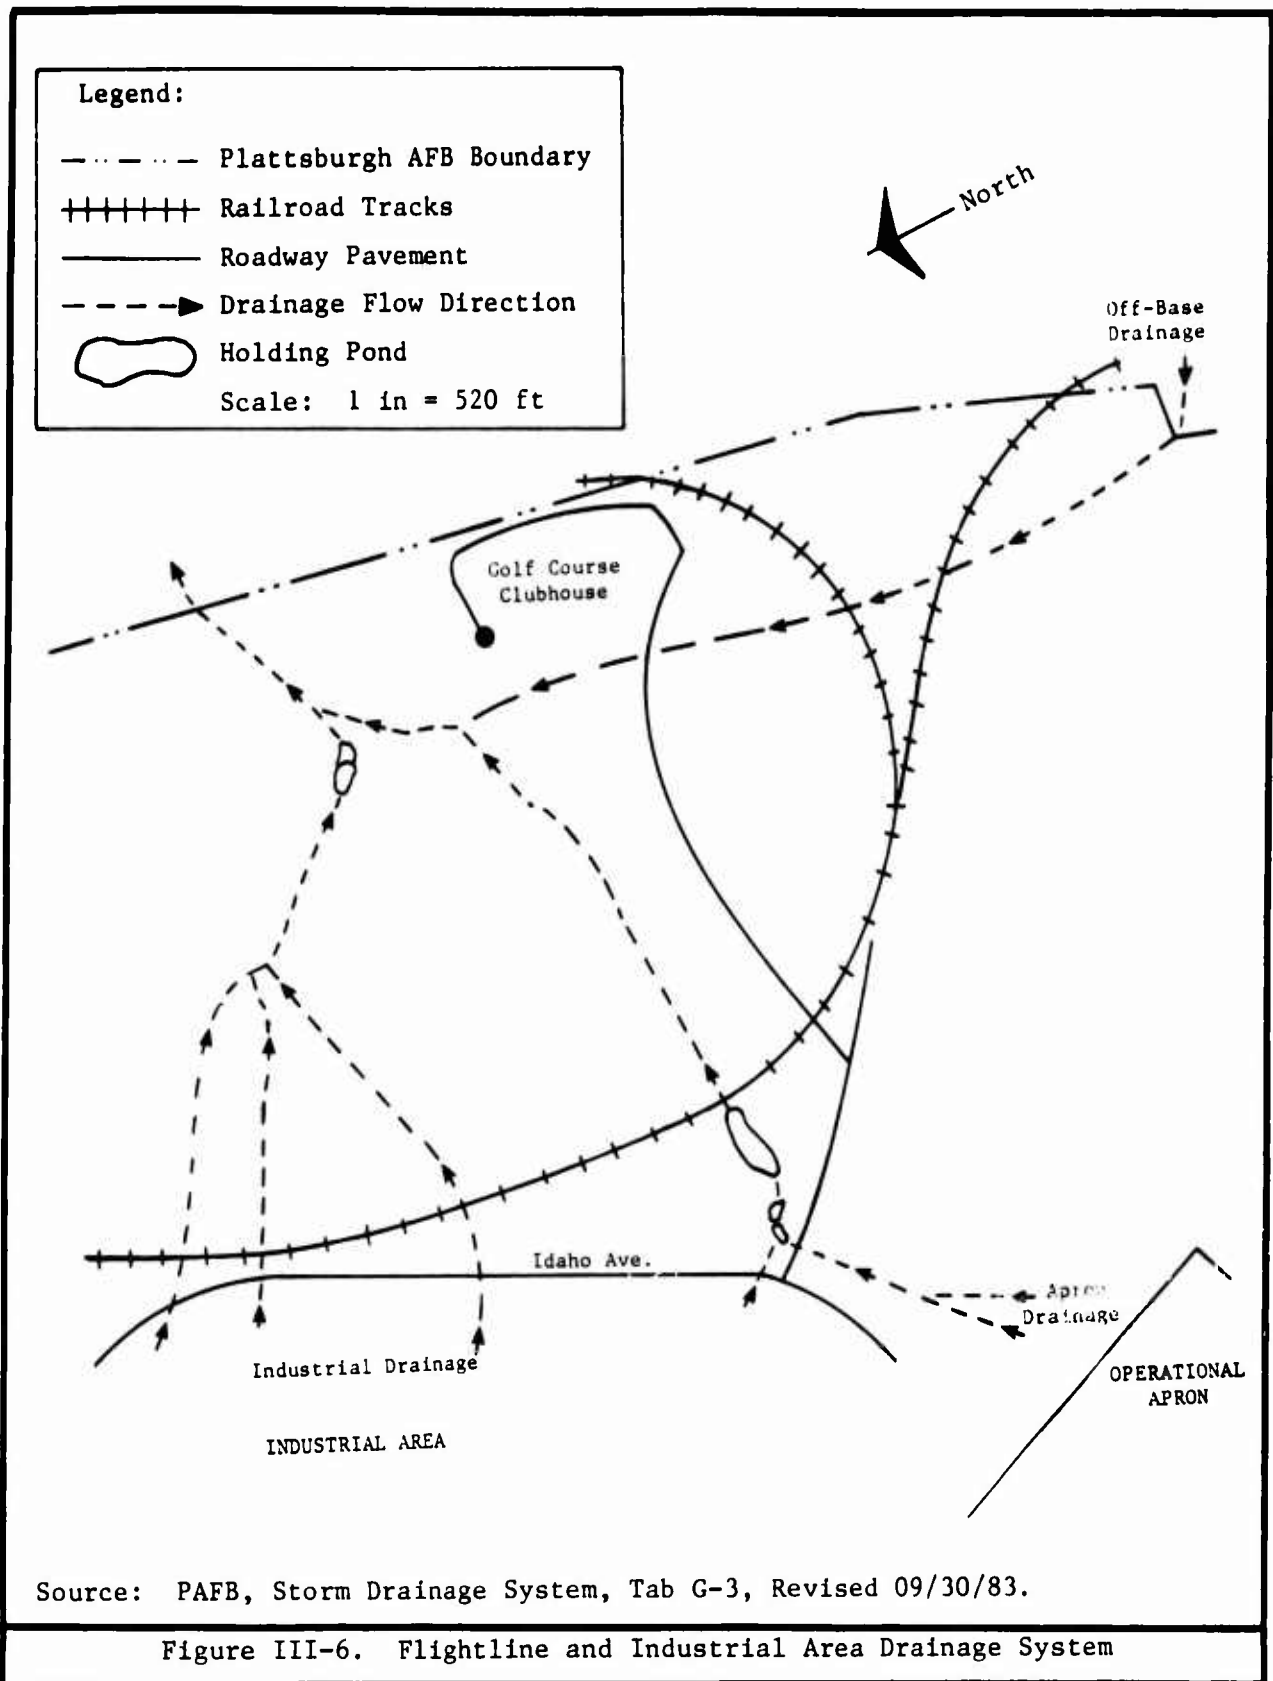 Legend:
Plattsburgh AFB Boundary
Railroad Tracks
Roadway Pavement
Drainage Flow Direction
Holding Pond
Scale: 1 in = 520 ft
North
Off-Base
Drainage
Golf Course
Clubhouse
Idaho Ave.
Apron
Drainage
Industrial Drainage
OPERATIONAL
APRON
INDUSTRIAL AREA
Source: PAFB, Storm Drainage System, Tab G-3, Revised 09/30/83.
Figure III-6. Flightline and Industrial Area Drainage System